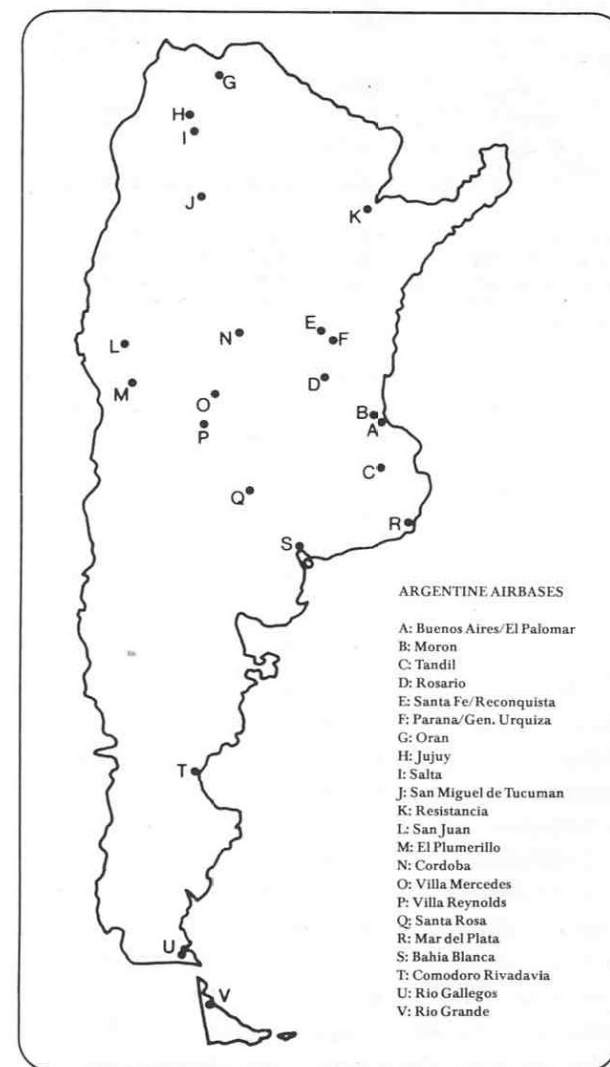 G
H
I
J
K
E
N
F
L
D
M
O
B
A
P
C
Q
R
S
ARGENTINE AIRBASES
A: Buenos Aires/El Palomar
B: Moron
C: Tandil
D: Rosario
E: Santa Fe/Reconquista
F: Parana/Gen. Urquiza
G: Oran
H: Jujuy
I: Salta
J: San Miguel de Tucuman
K: Resistancia
L: San Juan
M: El Plumerillo
N: Cordoba
O: Villa Mercedes
P: Villa Reynolds
Q: Santa Rosa
R: Mar del Plata
S: Bahia Blanca
T: Comodoro Rivadavia
U: Rio Gallegos
V: Rio Grande
T
U
V